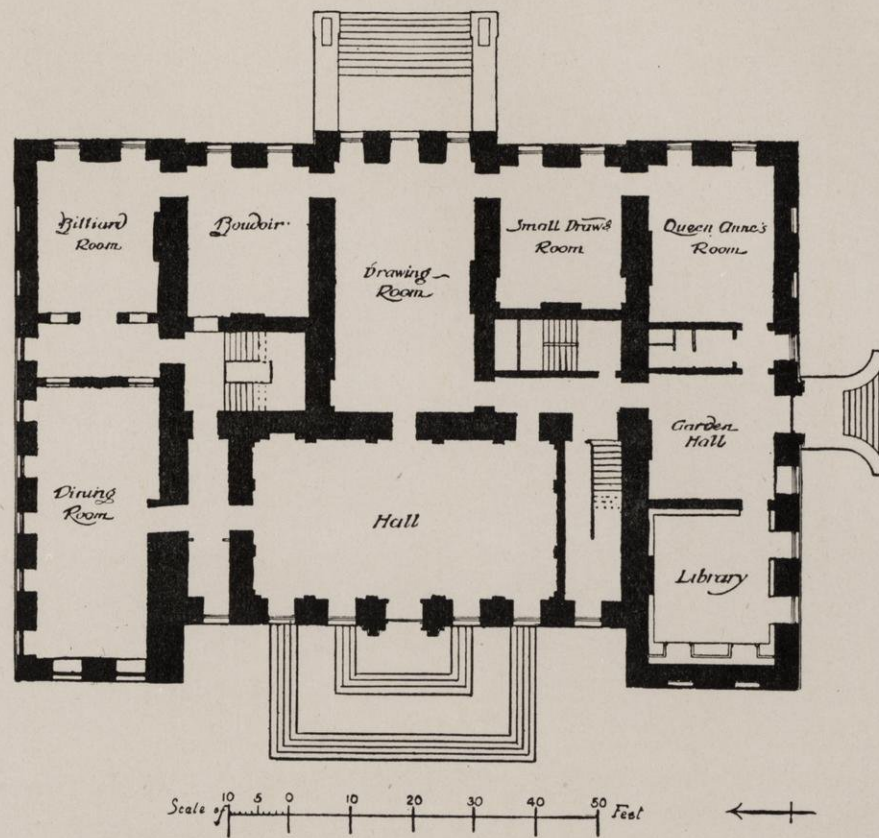 Billiard
Room
Boudoir.
Drawing
Room
Small Drawg
Room
Queen Anne's
Room
Garden
Hall
Dining
Room
Hall
Library
Scale of 10 5 0 10 20 30 40 50 Feet